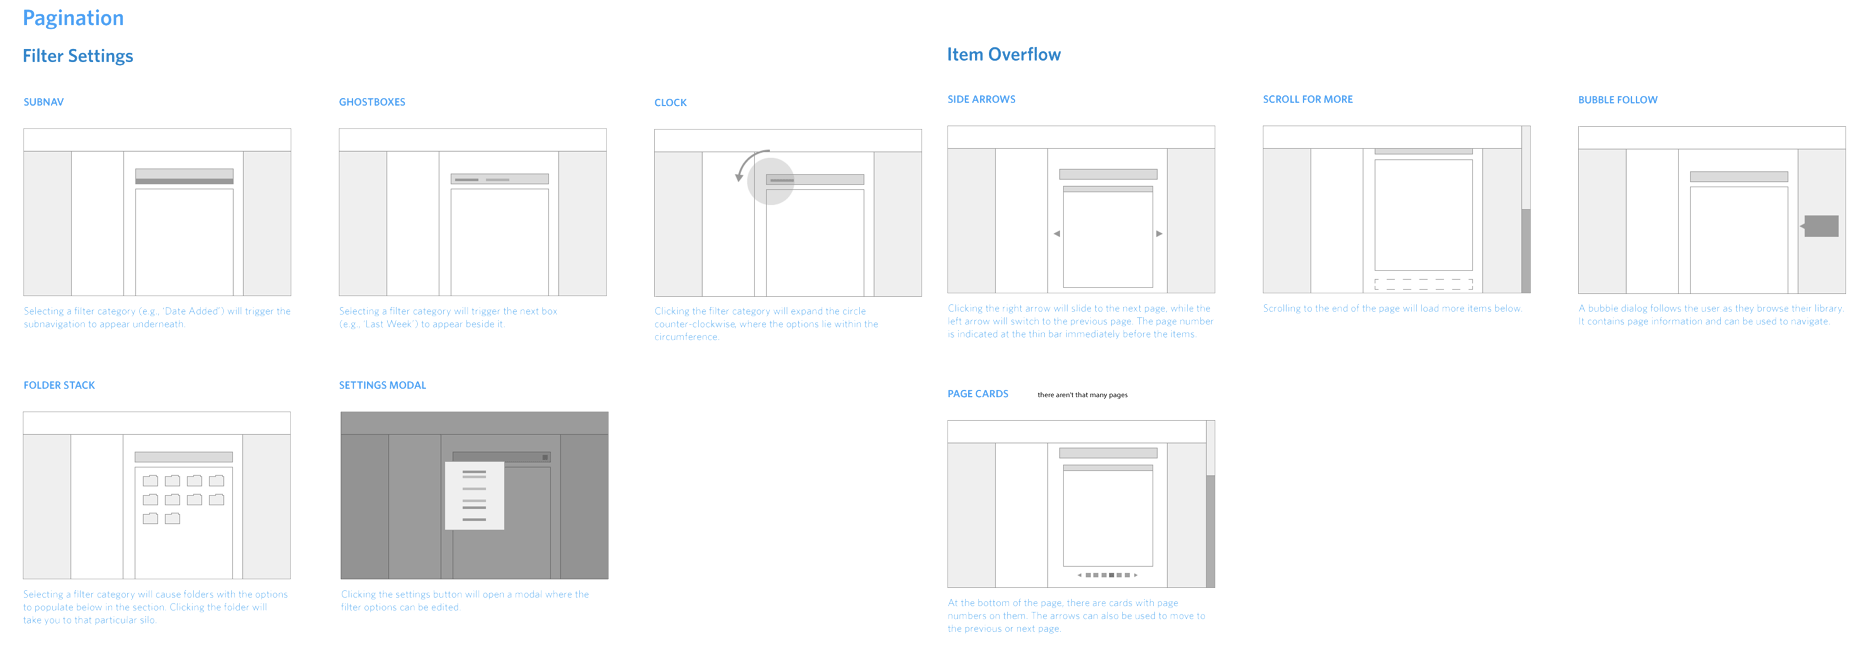 Pagination
Filter Settings
SUBNAV
Selecting a filter category (e.g., 'Date Added') will trigger the
subnavigation to appear underneath.
GHOSTBOXES
Selecting a filter category will trigger the next box
(e.g., 'Last Week') to appear beside it.
CLOCK
Clicking the filter category will expand the circle
counter-clockwise, where the options lie within the
circumference.
FOLDER STACK
Selecting a filter category will cause folders with the options
to populate below in the section. Clicking the folder will
take you to that particular silo.
SETTINGS MODAL
Clicking the settings button will open a modal where the
filter options can be edited.
Item Overflow
SIDE ARROWS
Clicking the right arrow will slide to the next page, while the
left arrow will switch to the previous page. The page number
is indicated at the thin bar immediately before the items.
SCROLL FOR MORE
Scrolling to the end of the page will load more items below.
BUBBLE FOLLOW
A bubble dialog follows the user as they browse their library.
It contains page information and can be used to navigate.
PAGE CARDS
there aren't that many pages
At the bottom of the page, there are cards with page
numbers on them. The arrows can also be used to move to
the previous or next page.